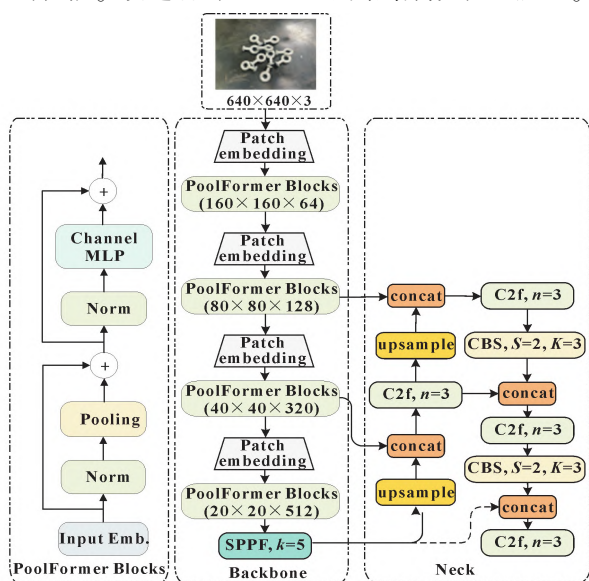 640×640×3
Patch
embedding
PoolFormer Blocks
(160×160×64)
Patch
embedding
PoolFormer Blocks
(80×80×128)
Patch
embedding
PoolFormer Blocks
(40×40×320)
Patch
embedding
PoolFormer Blocks
(20×20×512)
SPPF, k=5
Backbone
+
Channel
MLP
Norm
+
Pooling
Norm
Input Emb.
PoolFormer Blocks
concat
upsample
C2f, n=3
concat
upsample
C2f, n=3
CBS, S=2, K=3
concat
C2f, n=3
CBS, S=2, K=3
concat
C2f, n=3
Neck